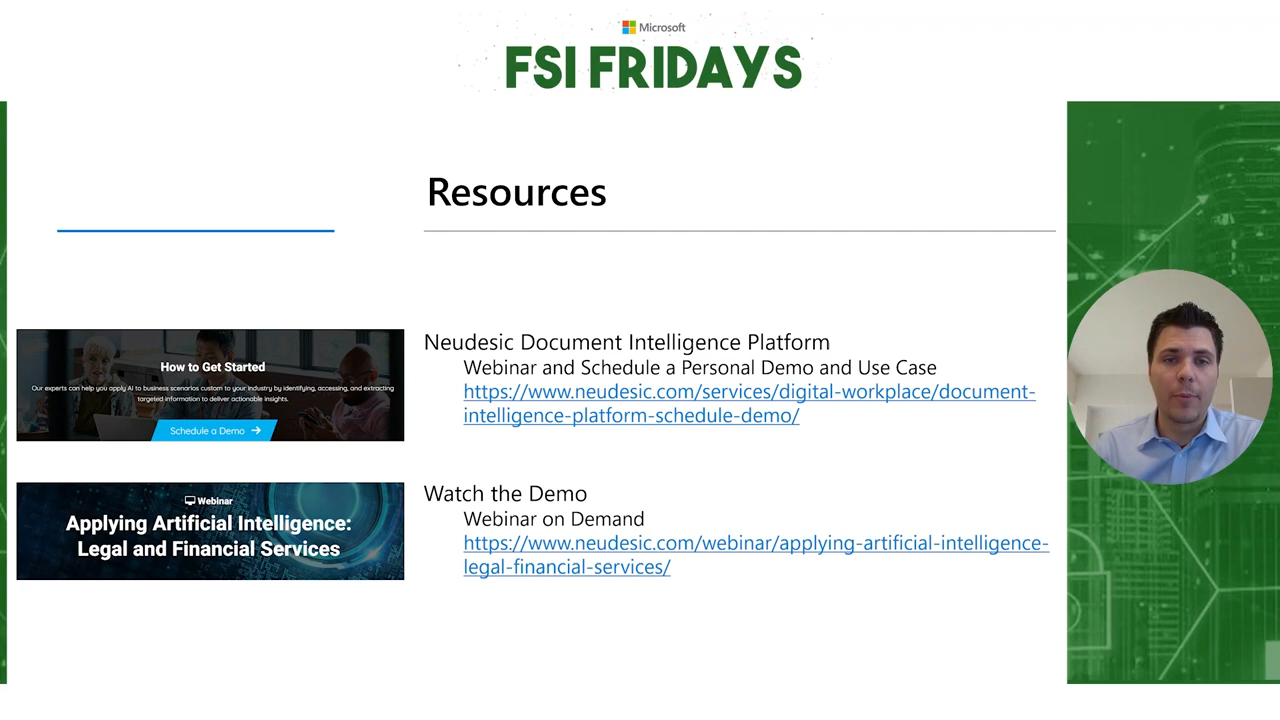 Microsoft
FSI FRIDAYS
Resources
How to Get Started
Our experts can help you apply AI to business scenarios custom to your industry by identifying, accessing, and extracting
targeted information to deliver actionable insights.
Schedule a Demo →
Neudesic Document Intelligence Platform
Webinar and Schedule a Personal Demo and Use Case
https://www.neudesic.com/services/digital-workplace/document-
intelligence-platform-schedule-demo/
Webinar
Applying Artificial Intelligence:
Legal and Financial Services
Watch the Demo
Webinar on Demand
https://www.neudesic.com/webinar/applying-artificial-intelligence-
legal-financial-services/